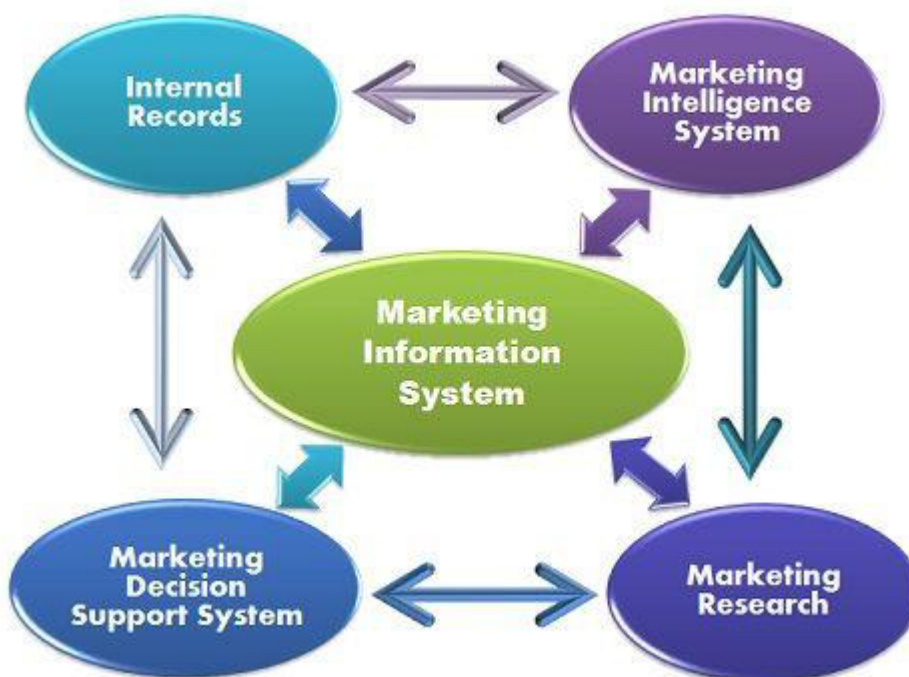 Internal
Records
Marketing
Intelligence
System
Marketing
Information
System
Marketing
Decision
Support System
Marketing
Research